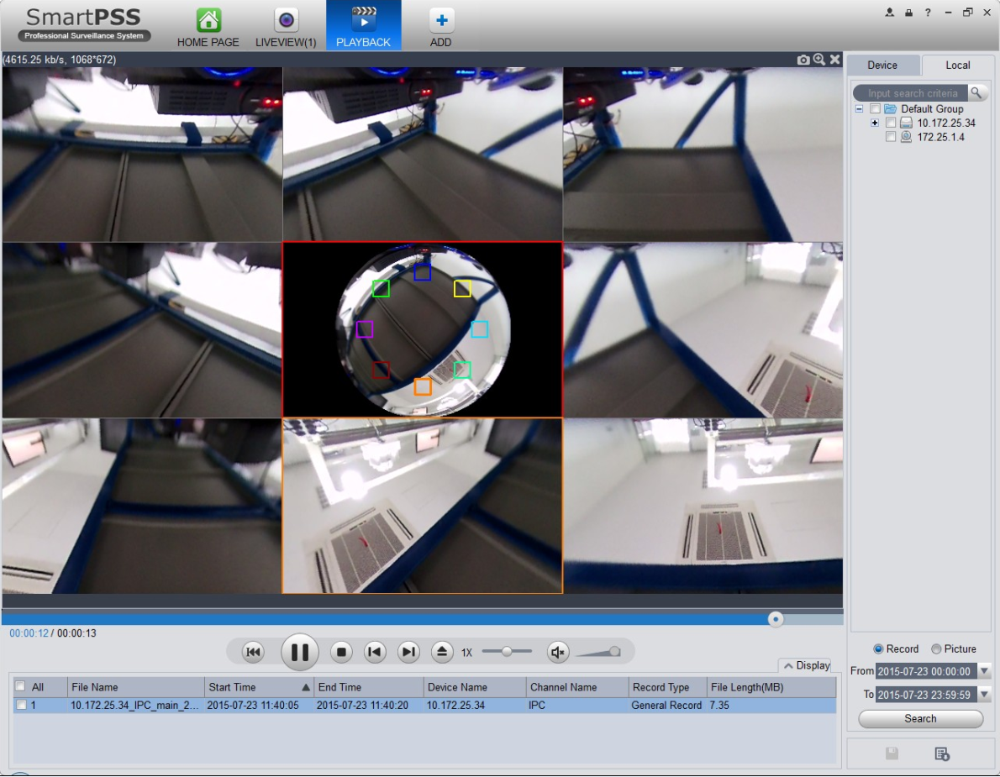 SmartPSS
Professional Surveillance System
HOME PAGE
LIVEVIEW(1)
PLAYBACK
ADD
(4615.25 kb/s, 1068*672)
Device
Local
Input search criteria
Default Group
10.172.25.34
172.25.1.4
00:00:12 / 00:00:13
1X
Display
Record
Picture
From 2015-07-23 00:00:00
To 2015-07-23 23:59:59
Search
All File Name Start Time End Time Device Name Channel Name Record Type File Length(MB)
1 10.172.25.34_IPC_main_2... 2015-07-23 11:40:05 2015-07-23 11:40:20 10.172.25.34 IPC General Record 7.35